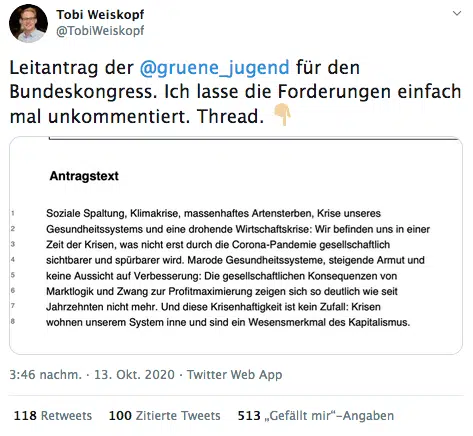 Tobi Weiskopf
@TobiWeiskopf
Leitantrag der @gruene_jugend für den
Bundeskongress. Ich lasse die Forderungen einfach
mal unkommentiert. Thread. 👇
Antragstext
1 Soziale Spaltung, Klimakrise, massenhaftes Artensterben, Krise unseres
2 Gesundheitssystems und eine drohende Wirtschaftskrise: Wir befinden uns in einer
3 Zeit der Krisen, was nicht erst durch die Corona-Pandemie gesellschaftlich
4 sichtbarer und spürbarer wird. Marode Gesundheitssysteme, steigende Armut und
5 keine Aussicht auf Verbesserung: Die gesellschaftlichen Konsequenzen von
6 Marktlogik und Zwang zur Profitmaximierung zeigen sich so deutlich wie seit
7 Jahrzehnten nicht mehr. Und diese Krisenhaftigkeit ist kein Zufall: Krisen
8 wohnen unserem System inne und sind ein Wesensmerkmal des Kapitalismus.
3:46 nachm. · 13. Okt. 2020 · Twitter Web App
118 Retweets 100 Zitierte Tweets 513 „Gefällt mir“-Angaben